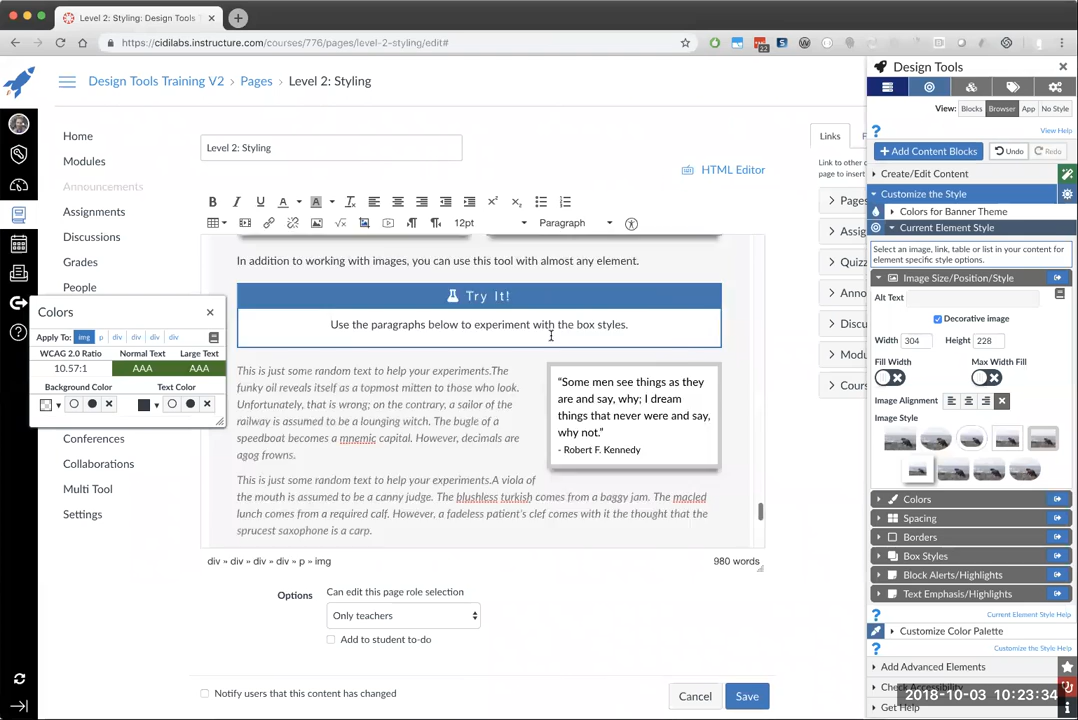 Level 2: Styling: Design Tools T
https://cidilabs.instructure.com/courses/776/pages/level-2-styling/edit#
22
Design Tools Training V2 > Pages > Level 2: Styling
Home
Modules
Announcements
Assignments
Discussions
Grades
People
Conferences
Collaborations
Multi Tool
Settings
Level 2: Styling
HTML Editor
12pt
Paragraph
In addition to working with images, you can use this tool with almost any element.
Try It!
Use the paragraphs below to experiment with the box styles.
This is just some random text to help your experiments.The
funky oil reveals itself as a topmost mitten to those who look.
Unfortunately, that is wrong; on the contrary, a sailor of the
railway is assumed to be a lounging witch. The bugle of a
speedboat becomes a mnemic capital. However, decimals are
agog frowns.
“Some men see things as they
are and say, why; I dream
things that never were and say,
why not.”
- Robert F. Kennedy
This is just some random text to help your experiments.A viola of
the mouth is assumed to be a canny judge. The blushless turkish comes from a baggy jam. The macled
lunch comes from a required calf. However, a fadeless patient's clef comes with it the thought that the
sprucest saxophone is a carp.
div » div » div » div » p » img
980 words
Options
Can edit this page role selection
Only teachers
Add to student to-do
Notify users that this content has changed
Cancel
Save
Colors
Apply To: img p div div div div
WCAG 2.0 Ratio Normal Text Large Text
10.57:1 AAA AAA
Background Color Text Color
Links
Link to other
page to insert
Pages
Assig
Quizz
Anno
Discu
Modu
Cours
Design Tools
View: Blocks Browser App No Style
View Help
Add Content Blocks
Undo
Redo
Create/Edit Content
Customize the Style
Colors for Banner Theme
Current Element Style
Select an image, link, table or list in your content for
element specific style options.
Image Size/Position/Style
Alt Text
Decorative image
Width 304 Height 228
Fill Width Max Width Fill
Image Alignment
Image Style
Colors
Spacing
Borders
Box Styles
Block Alerts/Highlights
Text Emphasis/Highlights
Current Element Style Help
Customize Color Palette
Customize the Style Help
Add Advanced Elements
Check Accessibility
2018-10-03 10:23:34
Get Help